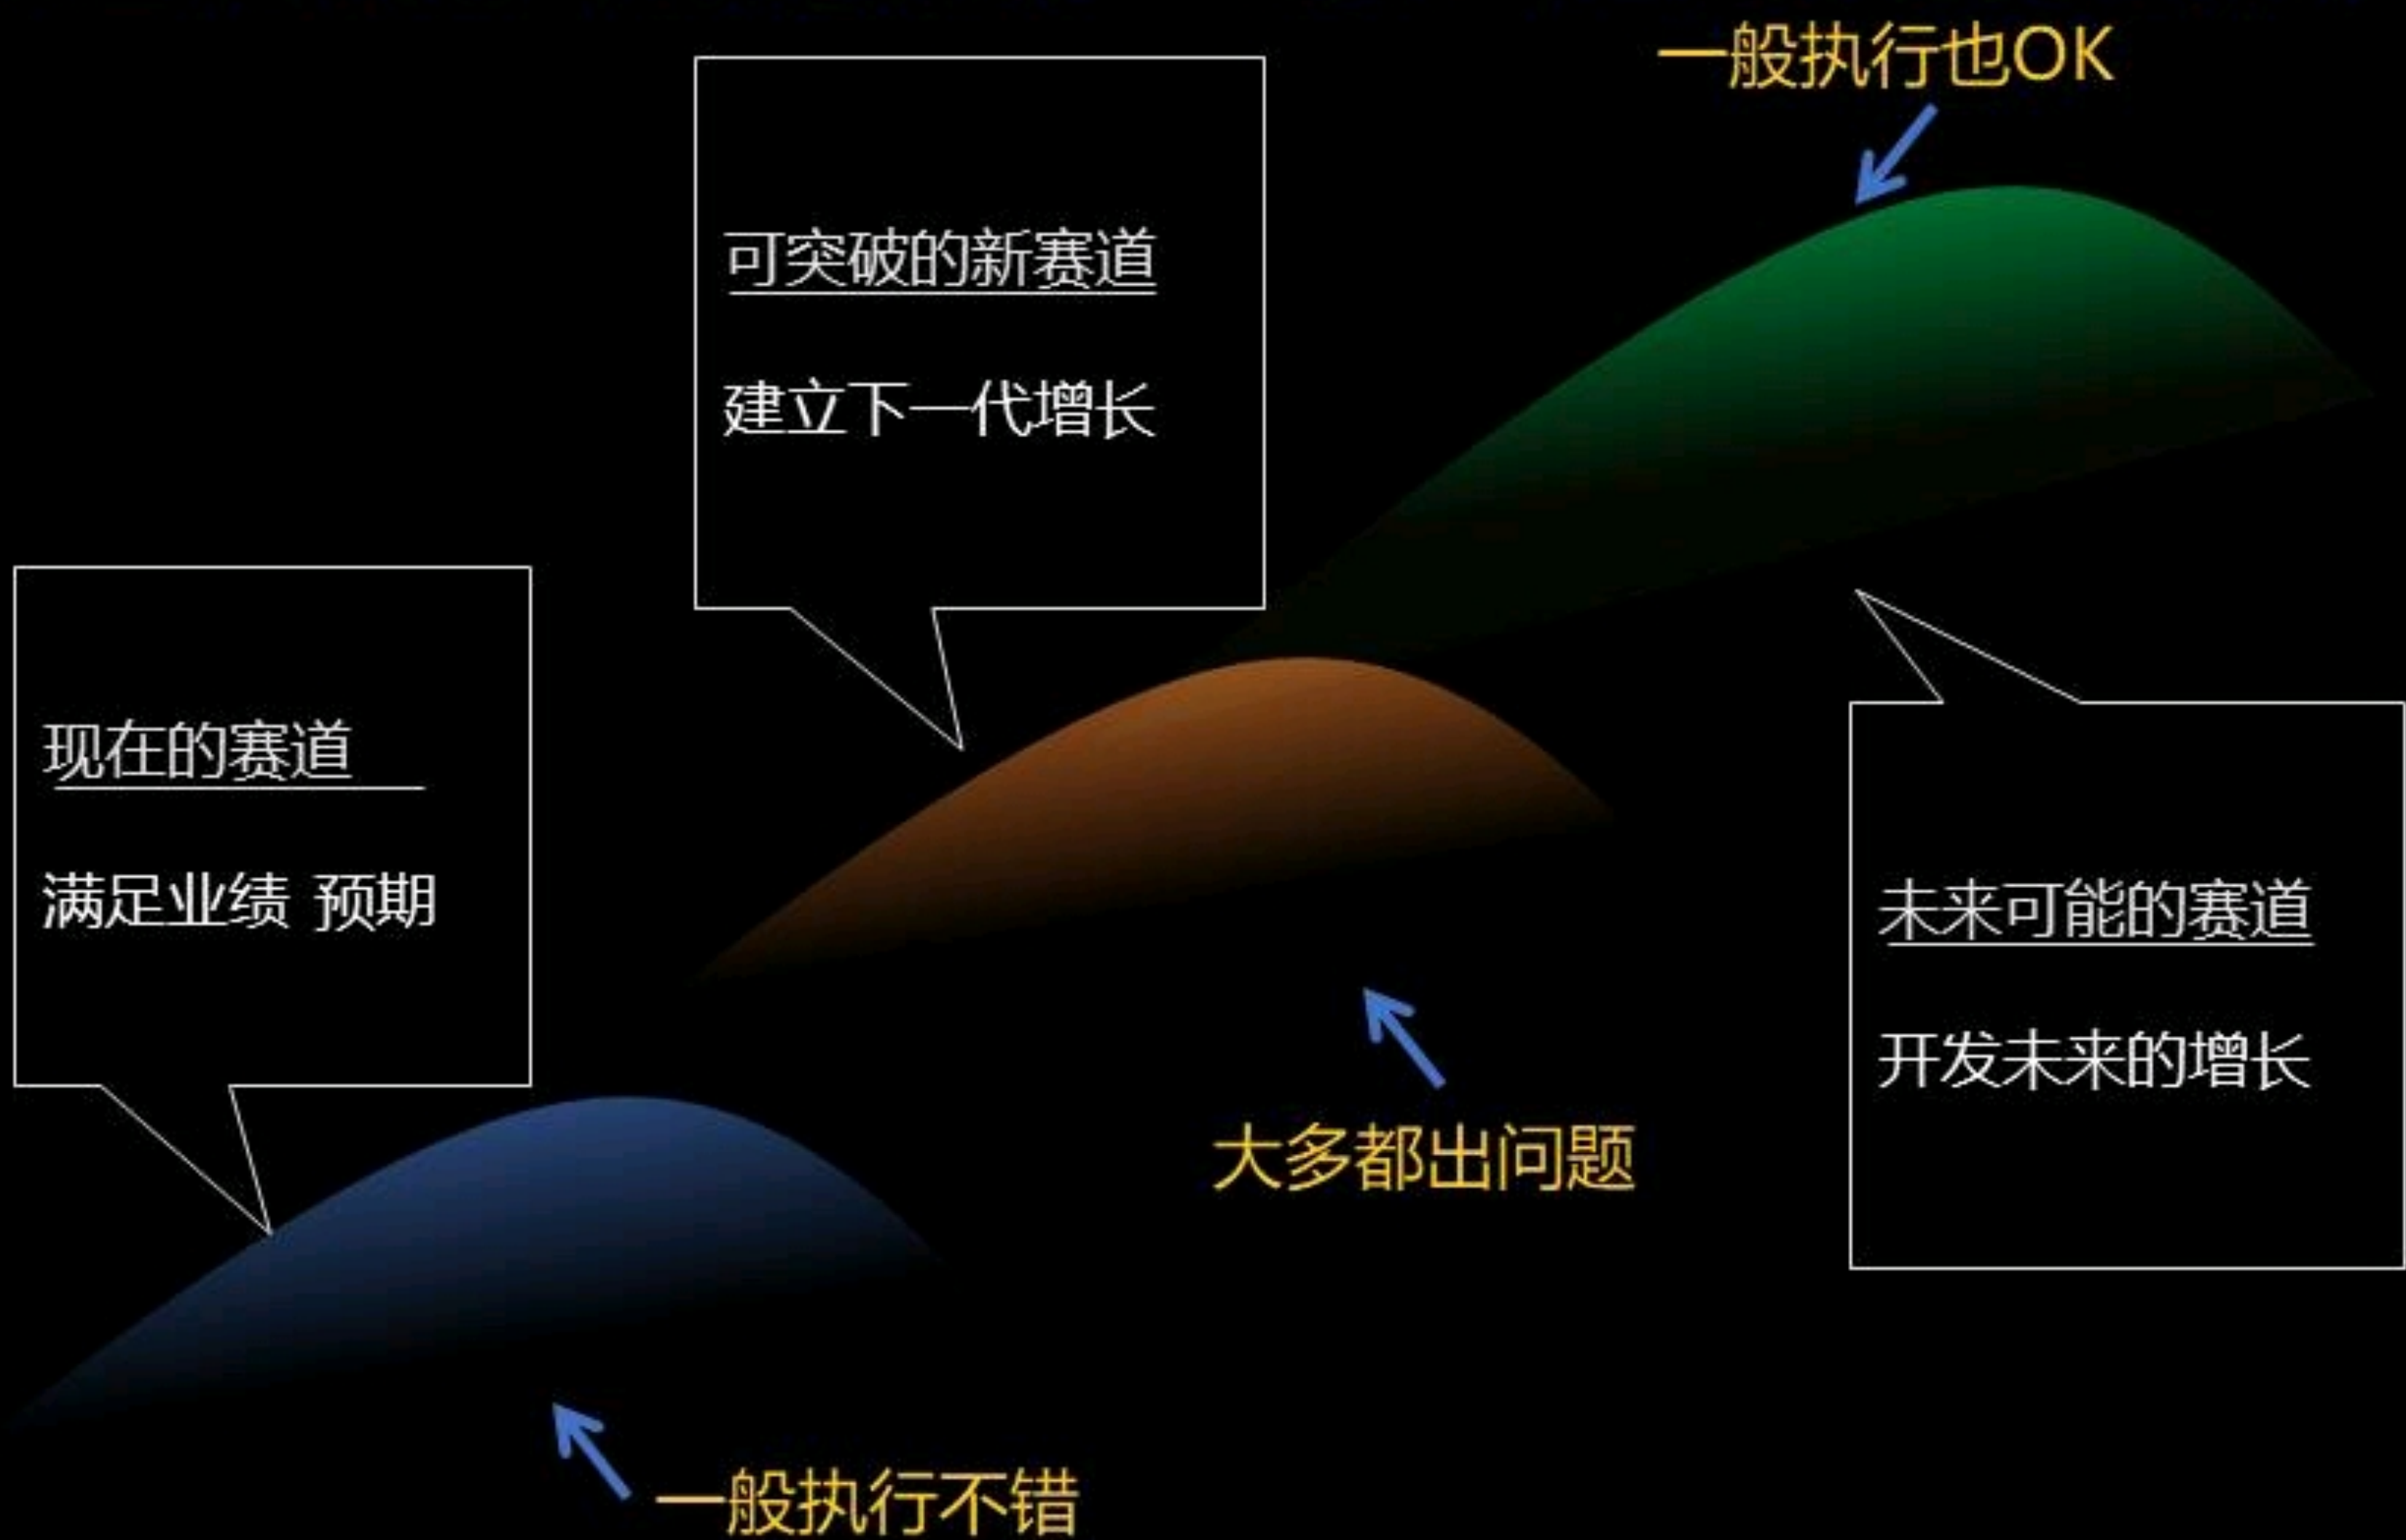 一般执行也OK
可突破的新赛道
建立下一代增长
现在的赛道
满足业绩 预期
未来可能的赛道
开发未来的增长
大多都出问题
一般执行不错